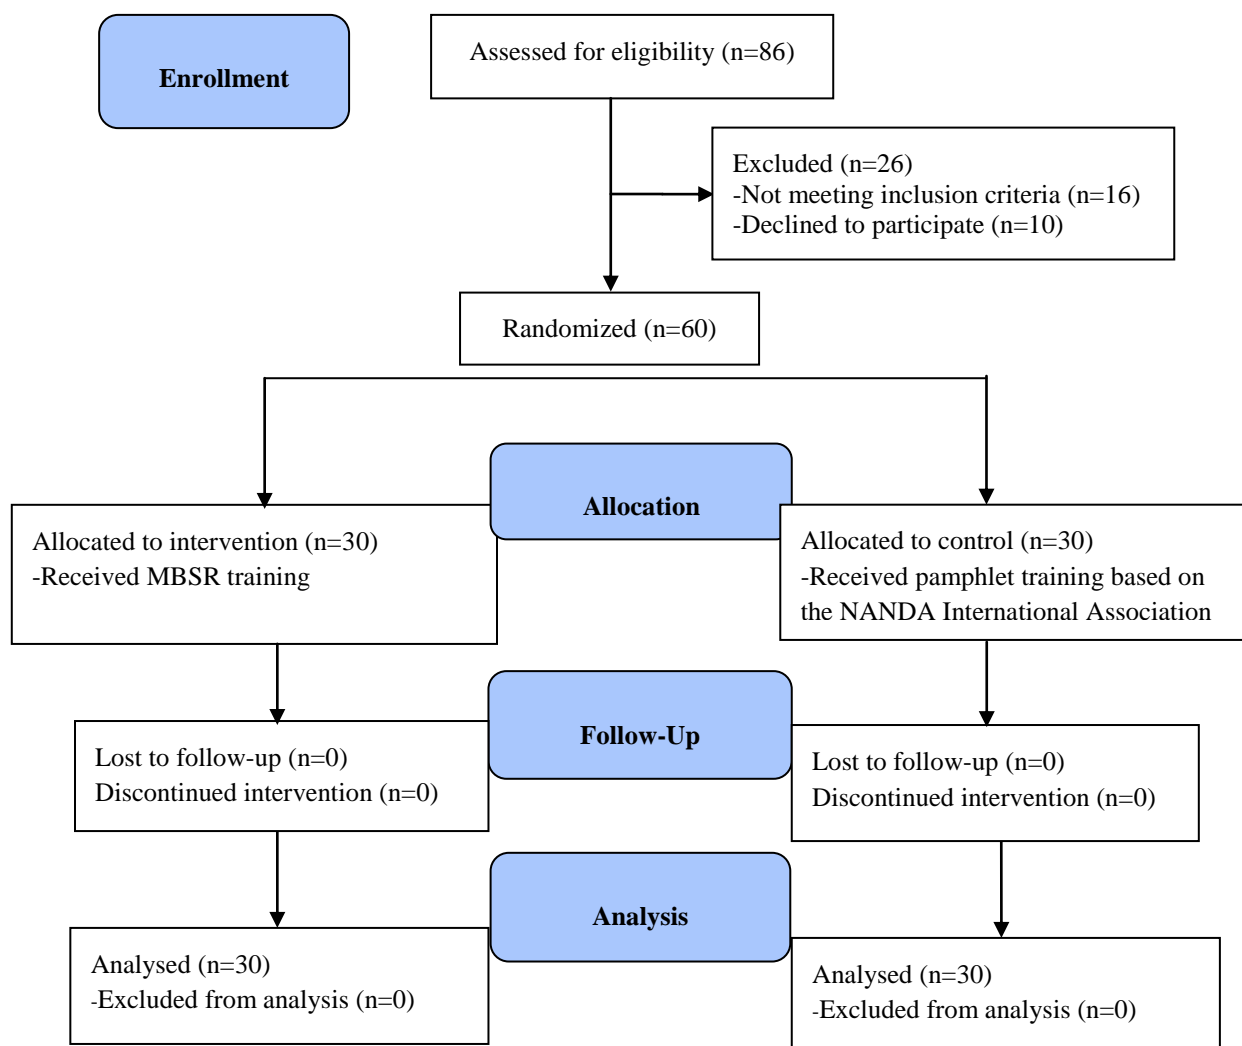 Enrollment
Assessed for eligibility (n=86)
Excluded (n=26)
-Not meeting inclusion criteria (n=16)
-Declined to participate (n=10)
Randomized (n=60)
Allocation
Allocated to intervention (n=30)
-Received MBSR training
Allocated to control (n=30)
-Received pamphlet training based on
the NANDA International Association
Follow-Up
Lost to follow-up (n=0)
Discontinued intervention (n=0)
Lost to follow-up (n=0)
Discontinued intervention (n=0)
Analysis
Analysed (n=30)
-Excluded from analysis (n=0)
Analysed (n=30)
-Excluded from analysis (n=0)